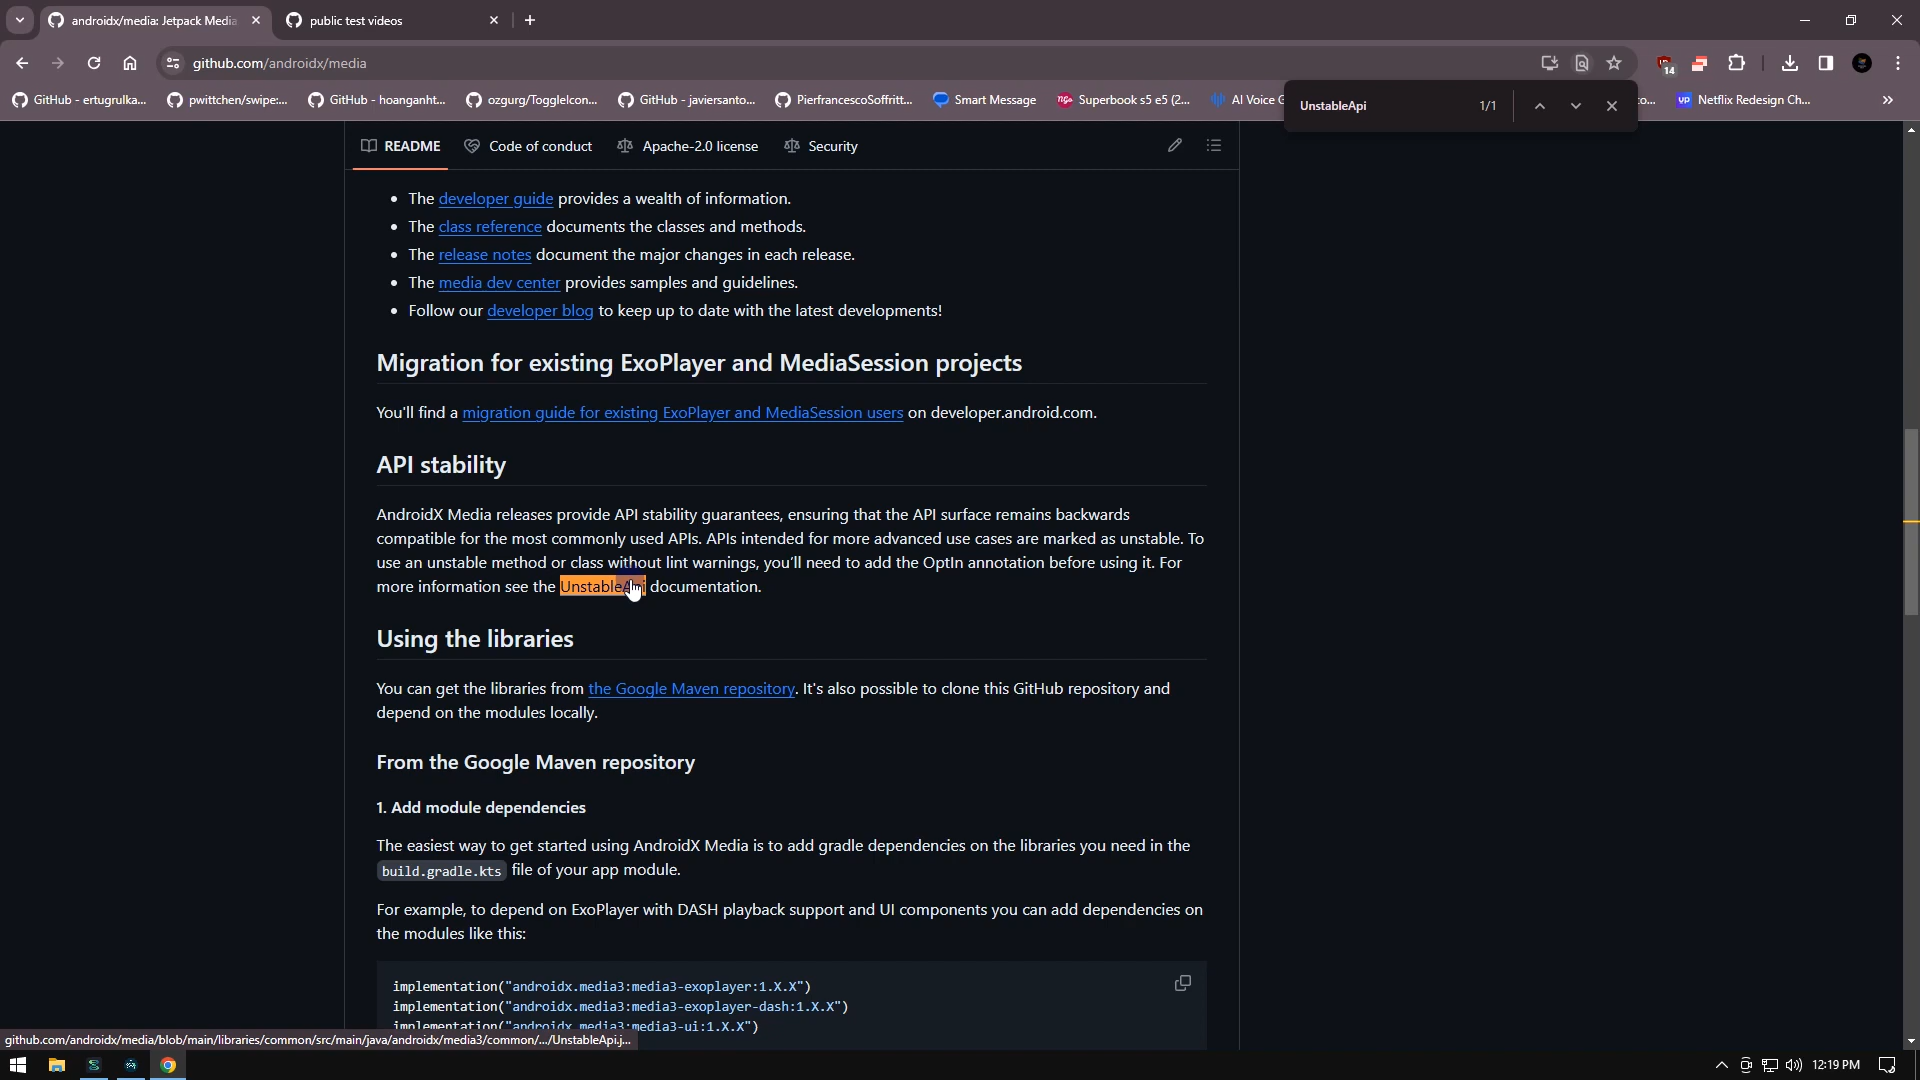 androidx/media: Jetpack Media
public test videos
github.com/androidx/media
14
GitHub - ertugrulka...
pwittchen/swipe:...
GitHub - hoanganht...
ozgurg/ToggleIcon...
GitHub - javiersanto...
PierfrancescoSoffritt...
Smart Message
Superbook s5 e5 (2...
AI Voice G
Netflix Redesign Ch...
UnstableApi
1/1
README
Code of conduct
Apache-2.0 license
Security
The developer guide provides a wealth of information.
The class reference documents the classes and methods.
The release notes document the major changes in each release.
The media dev center provides samples and guidelines.
Follow our developer blog to keep up to date with the latest developments!
Migration for existing ExoPlayer and MediaSession projects
You'll find a migration guide for existing ExoPlayer and MediaSession users on developer.android.com.
API stability
AndroidX Media releases provide API stability guarantees, ensuring that the API surface remains backwards
compatible for the most commonly used APIs. APIs intended for more advanced use cases are marked as unstable. To
use an unstable method or class without lint warnings, you'll need to add the OptIn annotation before using it. For
more information see the UnstableApi documentation.
Using the libraries
You can get the libraries from the Google Maven repository. It's also possible to clone this GitHub repository and
depend on the modules locally.
From the Google Maven repository
1. Add module dependencies
The easiest way to get started using AndroidX Media is to add gradle dependencies on the libraries you need in the
build.gradle.kts file of your app module.
For example, to depend on ExoPlayer with DASH playback support and UI components you can add dependencies on
the modules like this:
implementation("androidx.media3:media3-exoplayer:1.X.X")
implementation("androidx.media3:media3-exoplayer-dash:1.X.X")
implementation("androidx.media3:media3-ui:1.X.X")
github.com/androidx/media/blob/main/libraries/common/src/main/java/androidx/media3/common/.../UnstableApi.j...
12:19 PM